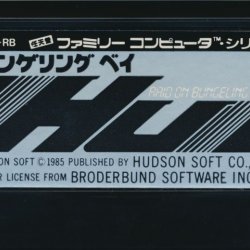 -RB ファミリー コンピュータ™・シリ
ンゲリング ベイ
RAID ON BUNGELING
SON SOFT ©1985 PUBLISHED BY HUDSON SOFT CO.,
ER LICENSE FROM BRODERBUND SOFTWARE INC